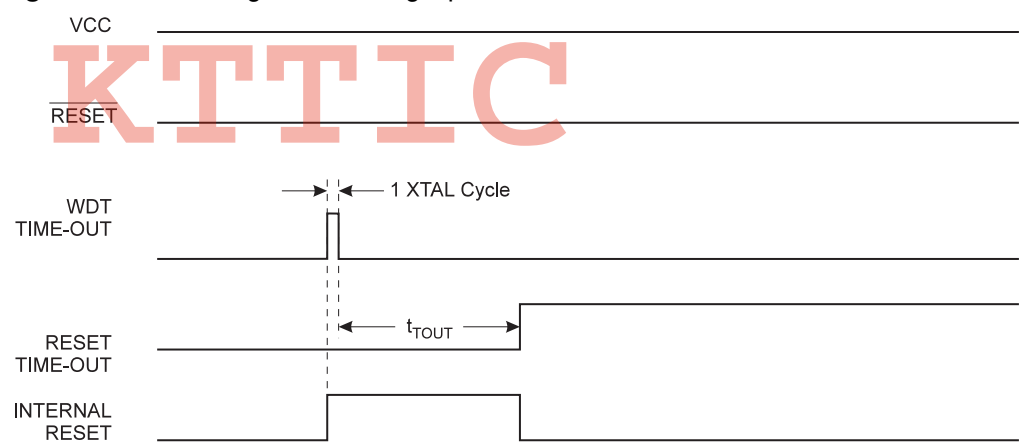 VCC
KTTIC
RESET
1 XTAL Cycle
WDT
TIME-OUT
tTOUT
RESET
TIME-OUT
INTERNAL
RESET